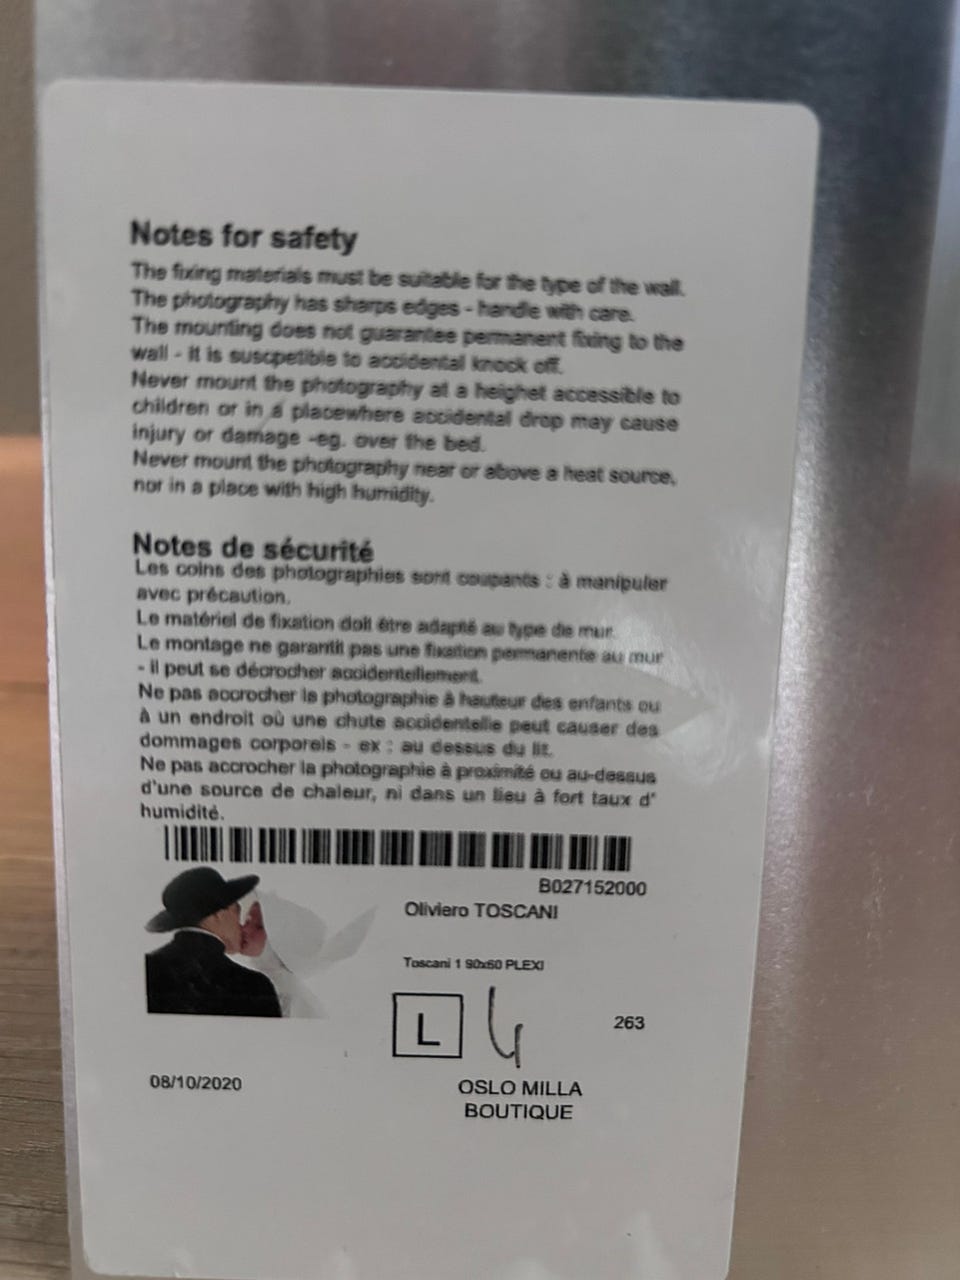 Notes for safety
The fixing materials must be suitable for the type of the wall.
The photography has sharps edges - handle with care.
The mounting does not guarantee permanent fixing to the
wall - It is suscpetible to accidental knock off.
Never mount the photography at a heighet accessible to
children or in a placewhere accidental drop may cause
injury or damage -eg. over the bed.
Never mount the photography near or above a heat source,
nor in a place with high humidity.
Notes de sécurité
Les coins des photographies sont coupants : à manipuler
avec précaution.
Le matériel de fixation doit être adapté au type de mur.
Le montage ne garantit pas une fixation permanente au mur
- il peut se décrocher accidentellement.
Ne pas accrocher la photographie à hauteur des enfants ou
à un endroit où une chute accidentelle peut causer des
dommages corporels - ex : au dessus du lit.
Ne pas accrocher la photographie à proximité ou au-dessus
d'une source de chaleur, ni dans un lieu à fort taux d'
humidité.
B027152000
Oliviero TOSCANI
Toscani 1 90x60 PLEXI
L
263
08/10/2020
OSLO MILLA
BOUTIQUE